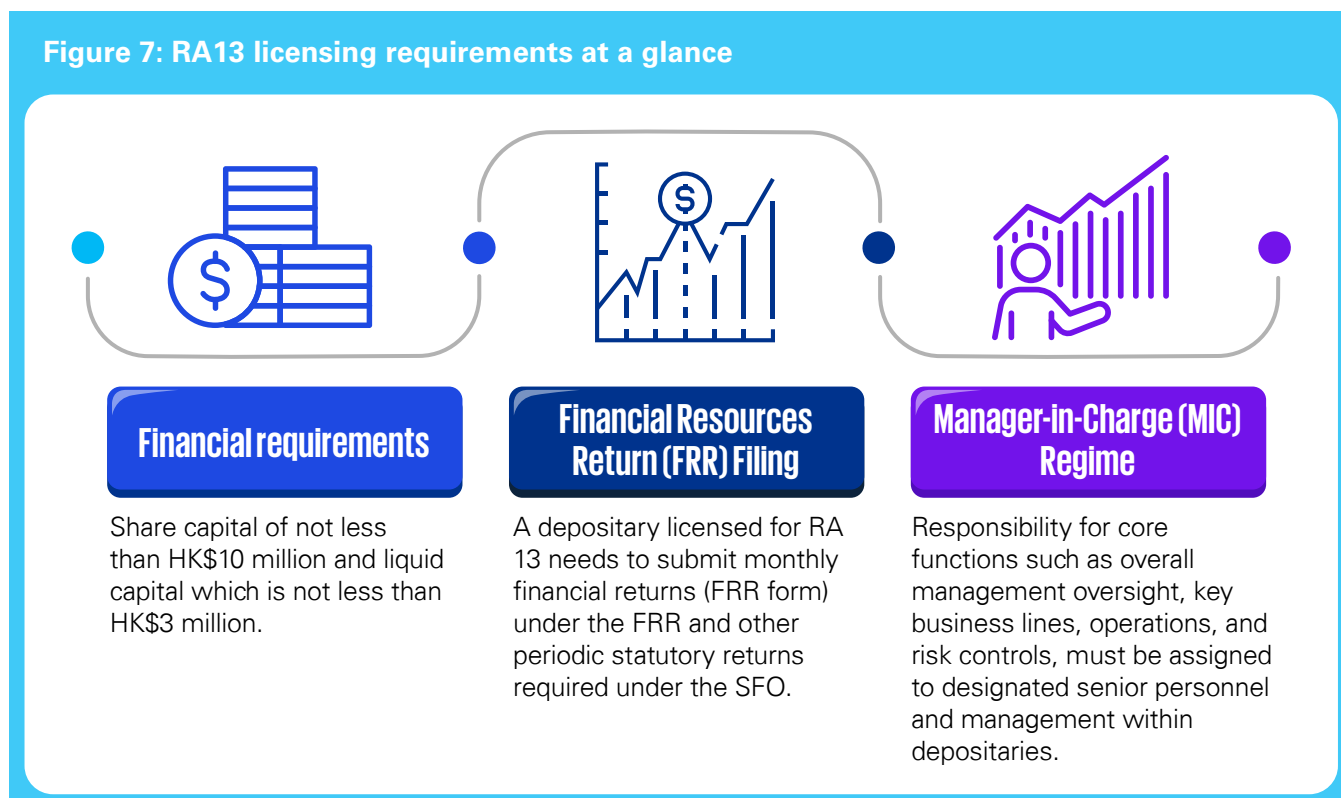 Figure 7: RA13 licensing requirements at a glance
$
$
Financial requirements
Share capital of not less
than HK$10 million and liquid
capital which is not less than
HK$3 million.
Financial Resources
Return (FRR) Filing
A depositary licensed for RA
13 needs to submit monthly
financial returns (FRR form)
under the FRR and other
periodic statutory returns
required under the SFO.
Manager-in-Charge (MIC)
Regime
Responsibility for core
functions such as overall
management oversight, key
business lines, operations, and
risk controls, must be assigned
to designated senior personnel
and management within
depositaries.